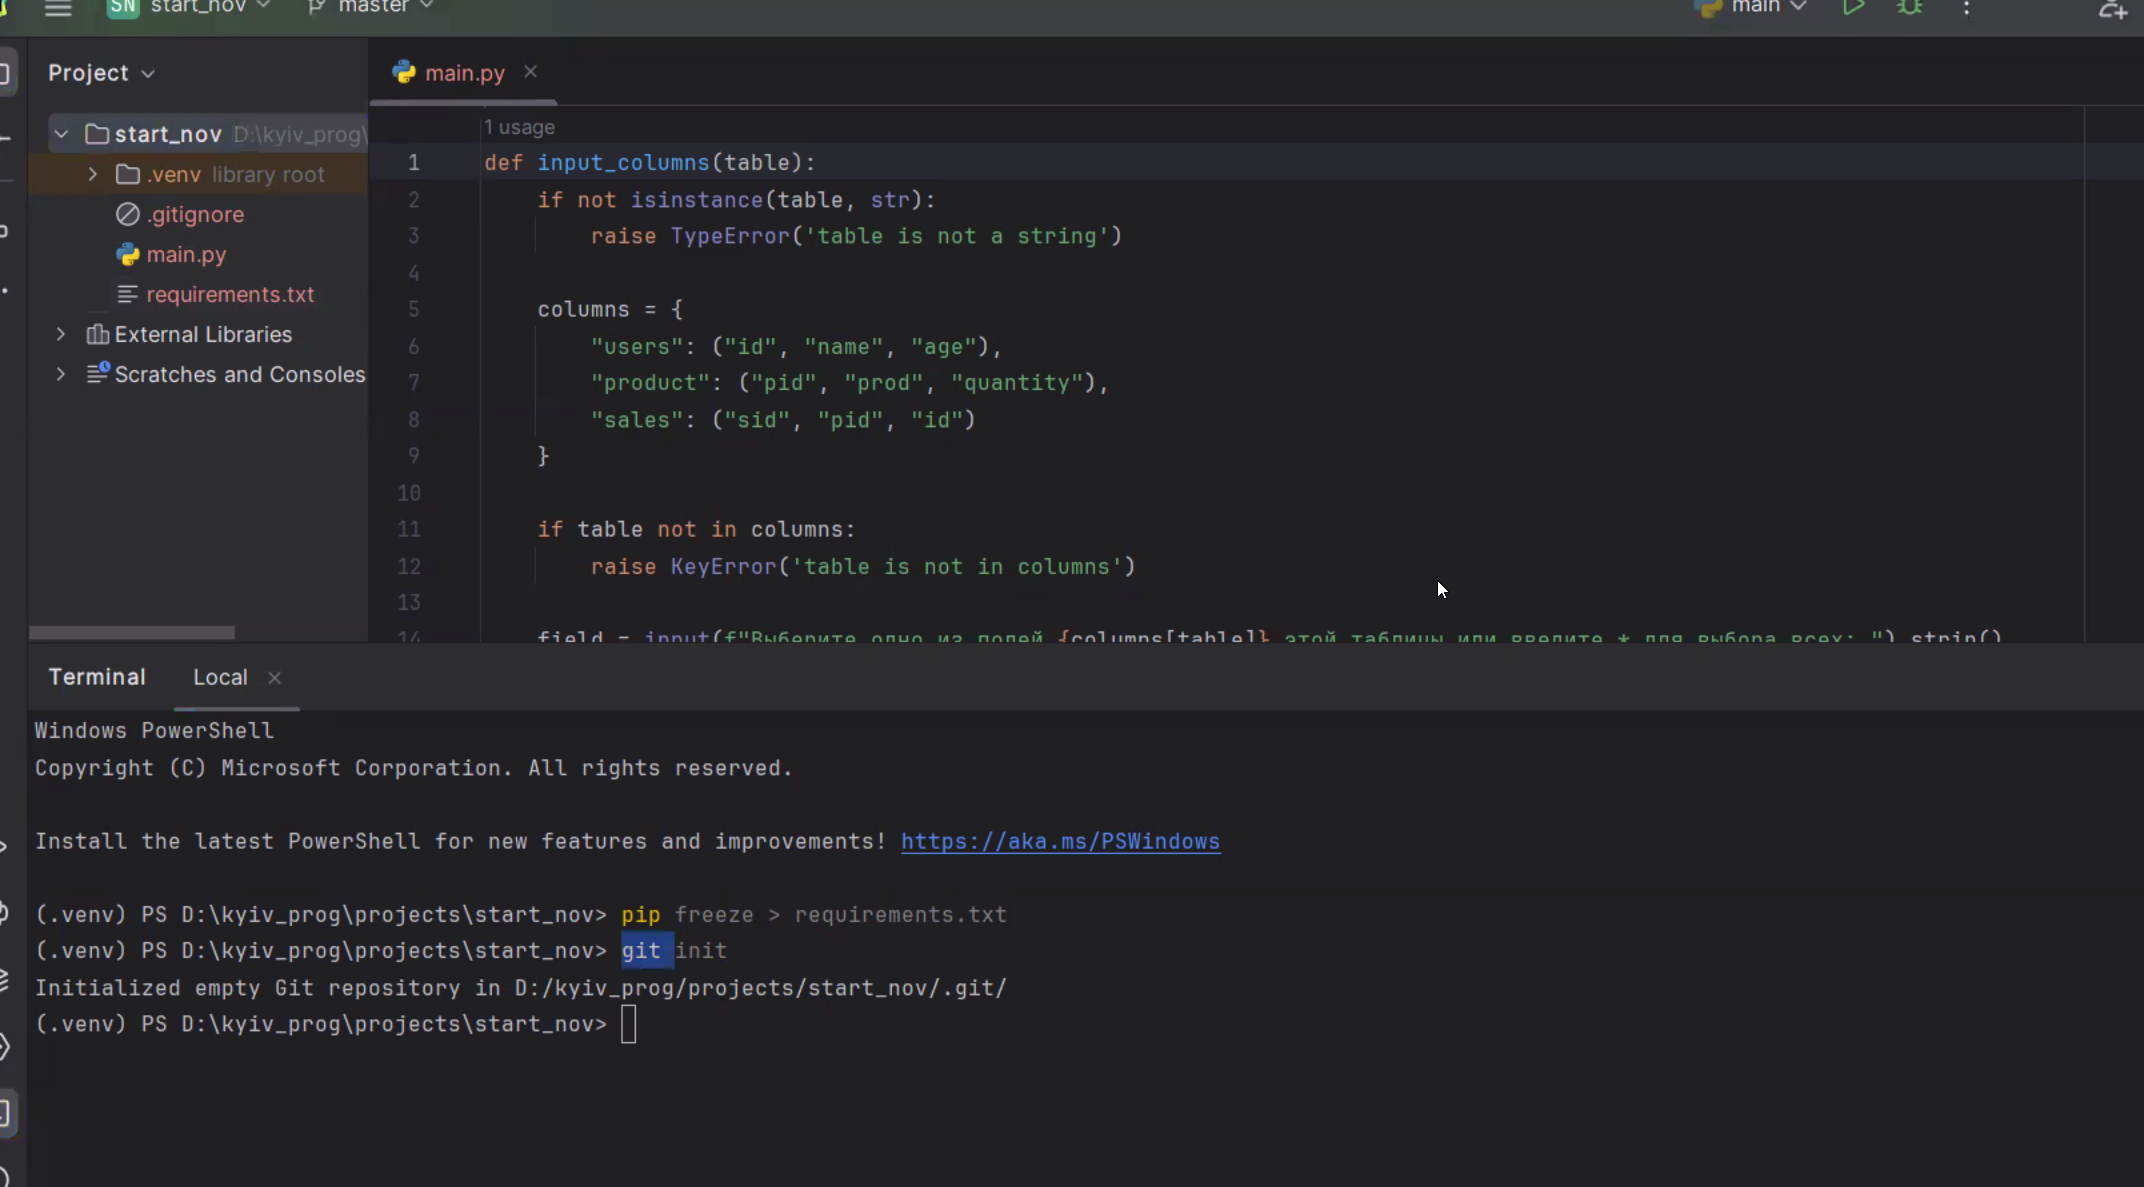 SN start_nov master main
Project
main.py
start_nov D:\kyiv_prog\
.venv library root
.gitignore
main.py
requirements.txt
External Libraries
Scratches and Consoles
1 usage
1 def input_columns(table):
2 if not isinstance(table, str):
3 raise TypeError('table is not a string')
4
5 columns = {
6 "users": ("id", "name", "age"),
7 "product": ("pid", "prod", "quantity"),
8 "sales": ("sid", "pid", "id")
9 }
10
11 if table not in columns:
12 raise KeyError('table is not in columns')
13
14 field = input(f"Выберите одно из полей {columns[table]} этой таблицы или введите * для выбора всех: ").strip()
Terminal Local
Windows PowerShell
Copyright (C) Microsoft Corporation. All rights reserved.
Install the latest PowerShell for new features and improvements! https://aka.ms/PSWindows
(.venv) PS D:\kyiv_prog\projects\start_nov> pip freeze > requirements.txt
(.venv) PS D:\kyiv_prog\projects\start_nov> git init
Initialized empty Git repository in D:/kyiv_prog/projects/start_nov/.git/
(.venv) PS D:\kyiv_prog\projects\start_nov>